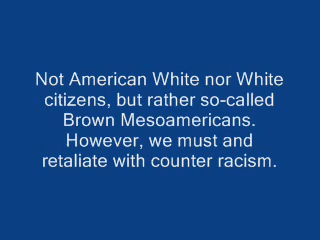 Not American White nor White
citizens, but rather so-called
Brown Mesoamericans.
However, we must and
retaliate with counter racism.